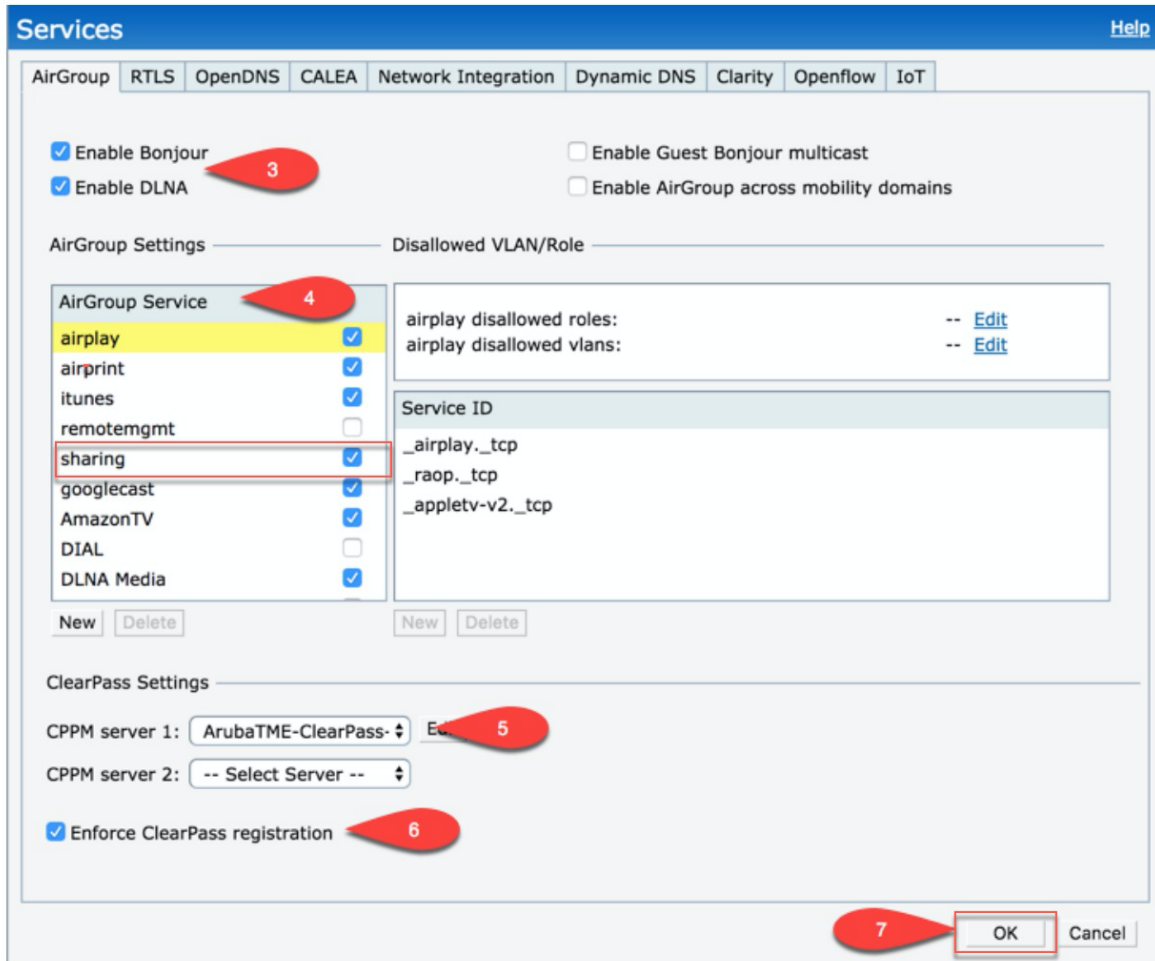 Services Help
AirGroup RTLS OpenDNS CALEA Network Integration Dynamic DNS Clarity Openflow IoT
Enable Bonjour Enable Guest Bonjour multicast
3
Enable DLNA Enable AirGroup across mobility domains
AirGroup Settings Disallowed VLAN/Role
AirGroup Service 4
airplay
airprint
itunes
remotemgmt
sharing
googlecast
AmazonTV
DIAL
DLNA Media
airplay disallowed roles: -- Edit
airplay disallowed vlans: -- Edit
Service ID
_airplay._tcp
_raop._tcp
_appletv-v2._tcp
New Delete New Delete
ClearPass Settings
CPPM server 1: ArubaTME-ClearPass- 5
CPPM server 2: -- Select Server --
Enforce ClearPass registration 6
7 OK Cancel